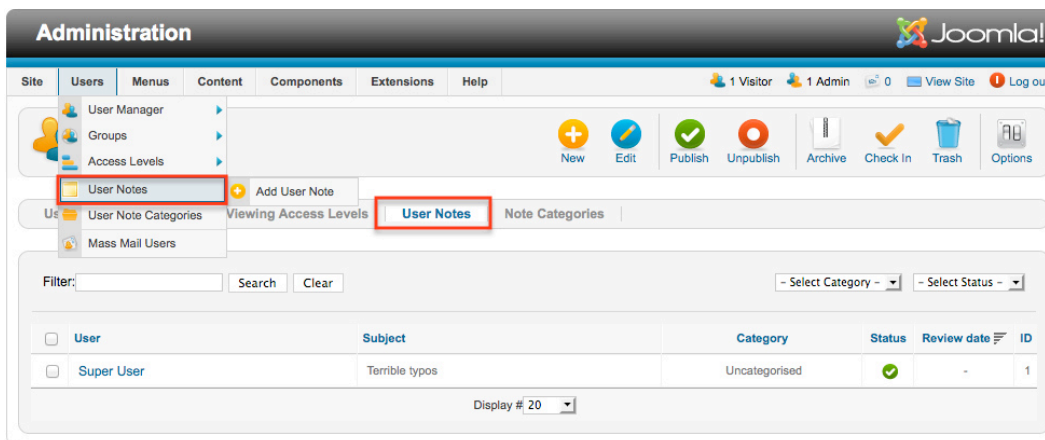 Administration
Joomla!
Site Users Menus Content Components Extensions Help 1 Visitor 1 Admin 0 View Site Log ou
User Manager
Groups
Access Levels
User Notes Add User Note
User Note Categories
Mass Mail Users
New Edit Publish Unpublish Archive Check In Trash Options
Us Viewing Access Levels User Notes Note Categories
Filter: Search Clear - Select Category - - Select Status -
User Subject Category Status Review date ID
Super User Terrible typos Uncategorised - 1
Display # 20